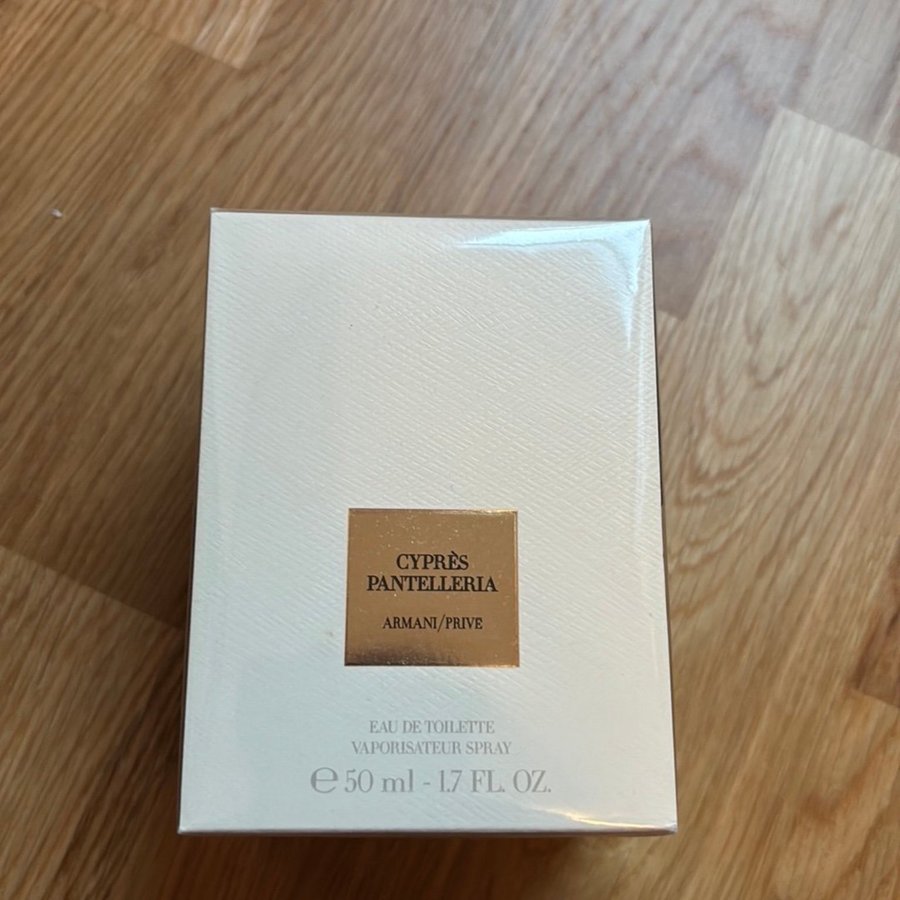 CYPRÈS
PANTELLERIA
ARMANI/PRIVE
EAU DE TOILETTE
VAPORISATEUR SPRAY
℮ 50 ml - 1.7 FL. OZ.